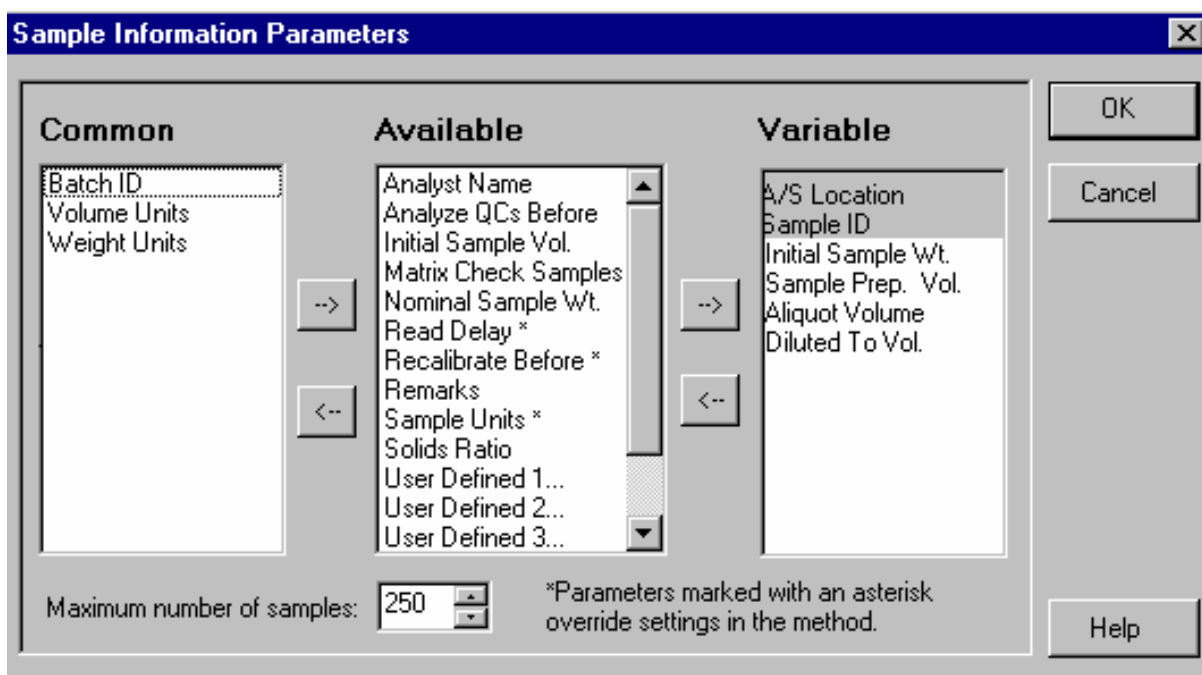 Sample Information Parameters
Common
Batch ID
Volume Units
Weight Units
Available
Analyst Name
Analyze QCs Before
Initial Sample Vol.
Matrix Check Samples
Nominal Sample Wt.
Read Delay *
Recalibrate Before *
Remarks
Sample Units *
Solids Ratio
User Defined 1...
User Defined 2...
User Defined 3...
Variable
A/S Location
Sample ID
Initial Sample Wt.
Sample Prep. Vol.
Aliquot Volume
Diluted To Vol.
-->
<--
-->
<--
Maximum number of samples: 250
*Parameters marked with an asterisk
override settings in the method.
OK
Cancel
Help